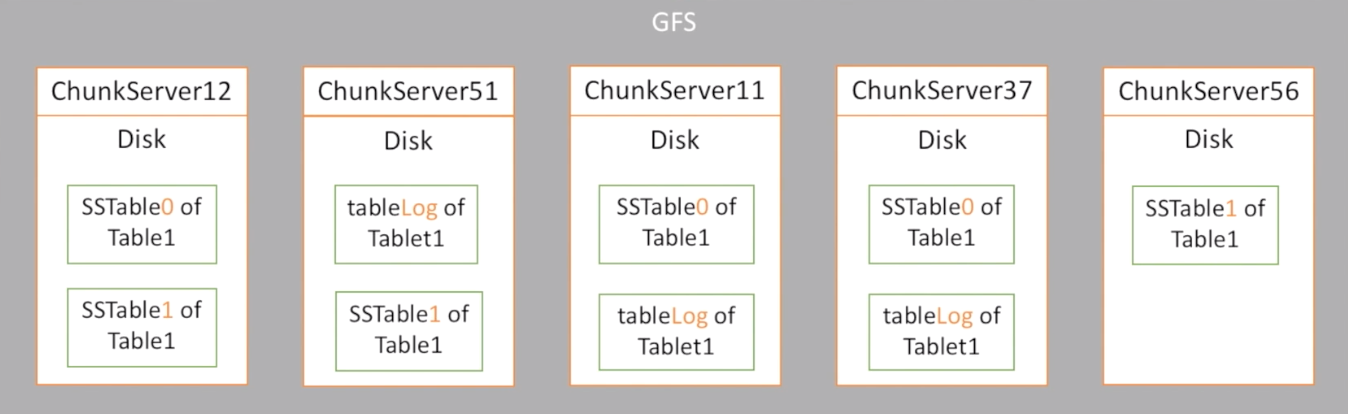 GFS
ChunkServer12
Disk
SSTable0 of
Table1
SSTable1 of
Table1
ChunkServer51
Disk
tableLog of
Tablet1
SSTable1 of
Table1
ChunkServer11
Disk
SSTable0 of
Table1
tableLog of
Tablet1
ChunkServer37
Disk
SSTable0 of
Table1
tableLog of
Tablet1
ChunkServer56
Disk
SSTable1 of
Table1